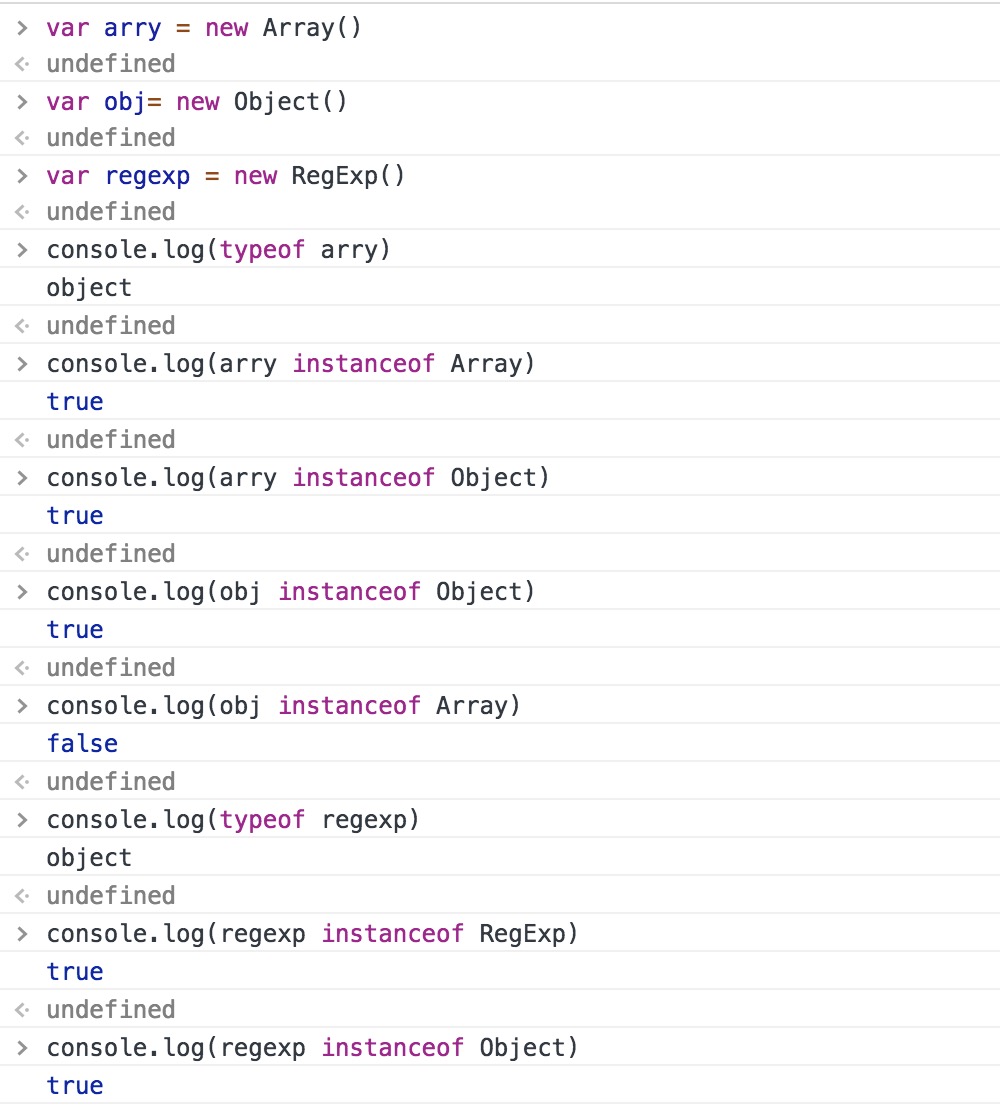 > var arry = new Array()
<· undefined
> var obj= new Object()
<· undefined
> var regexp = new RegExp()
<· undefined
> console.log(typeof arry)
object
<· undefined
> console.log(arry instanceof Array)
true
<· undefined
> console.log(arry instanceof Object)
true
<· undefined
> console.log(obj instanceof Object)
true
<· undefined
> console.log(obj instanceof Array)
false
<· undefined
> console.log(typeof regexp)
object
<· undefined
> console.log(regexp instanceof RegExp)
true
<· undefined
> console.log(regexp instanceof Object)
true